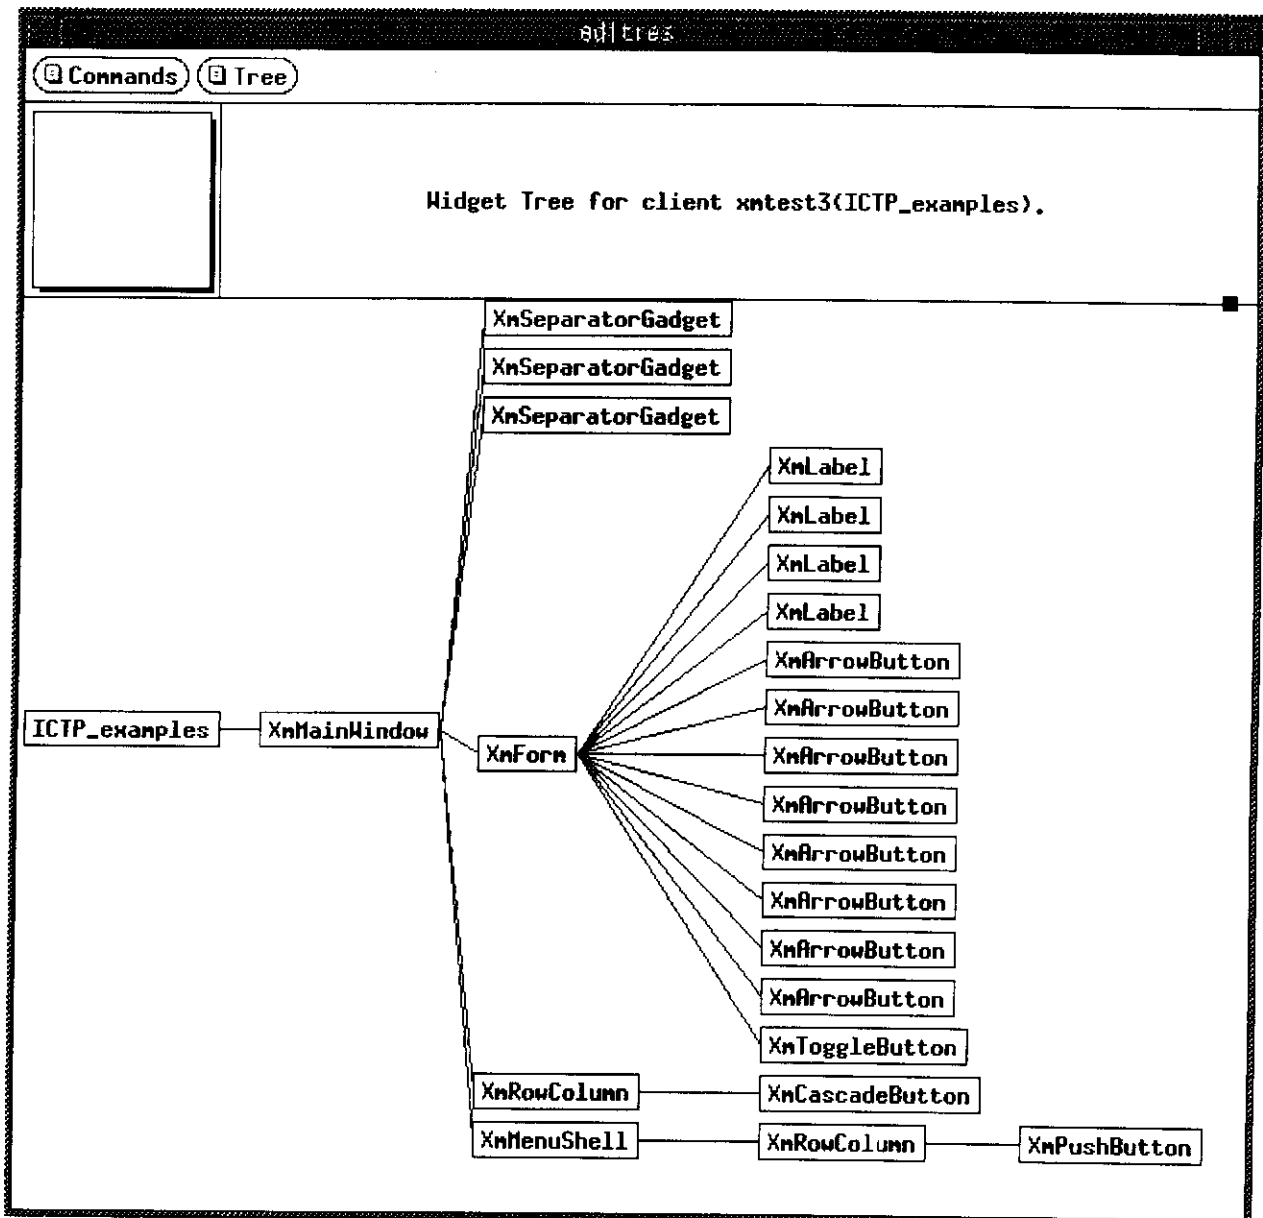 editres
Commands Tree
Widget Tree for client xmtest3(ICTP_examples).
XmSeparatorGadget
XmSeparatorGadget
XmSeparatorGadget
XmLabel
XmLabel
XmLabel
XmLabel
XmArrowButton
XmArrowButton
ICTP_examples XmMainWindow XmForm XmArrowButton
XmArrowButton
XmArrowButton
XmArrowButton
XmArrowButton
XmArrowButton
XmToggleButton
XmRowColumn XmCascadeButton
XmMenuShell XmRowColumn XmPushButton